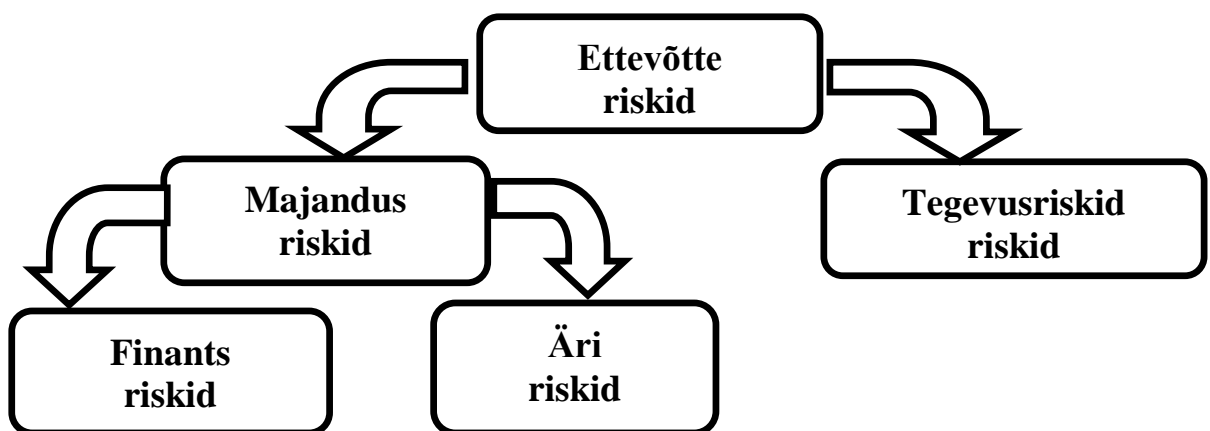 Ettevõtte
riskid
Majandus
riskid
Tegevusriskid
riskid
Finants
riskid
Äri
riskid